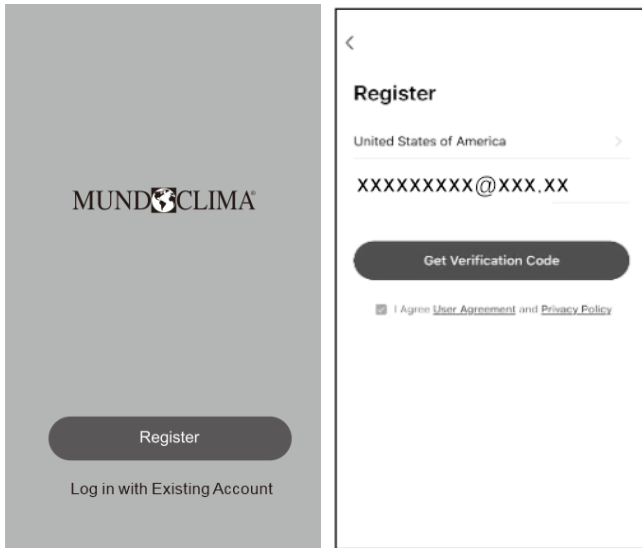 MUNDOCLIMA®
Register
Log in with Existing Account
Register
United States of America
xxxxxxxxx@xxx.xx
Get Verification Code
I Agree User Agreement and Privacy Policy